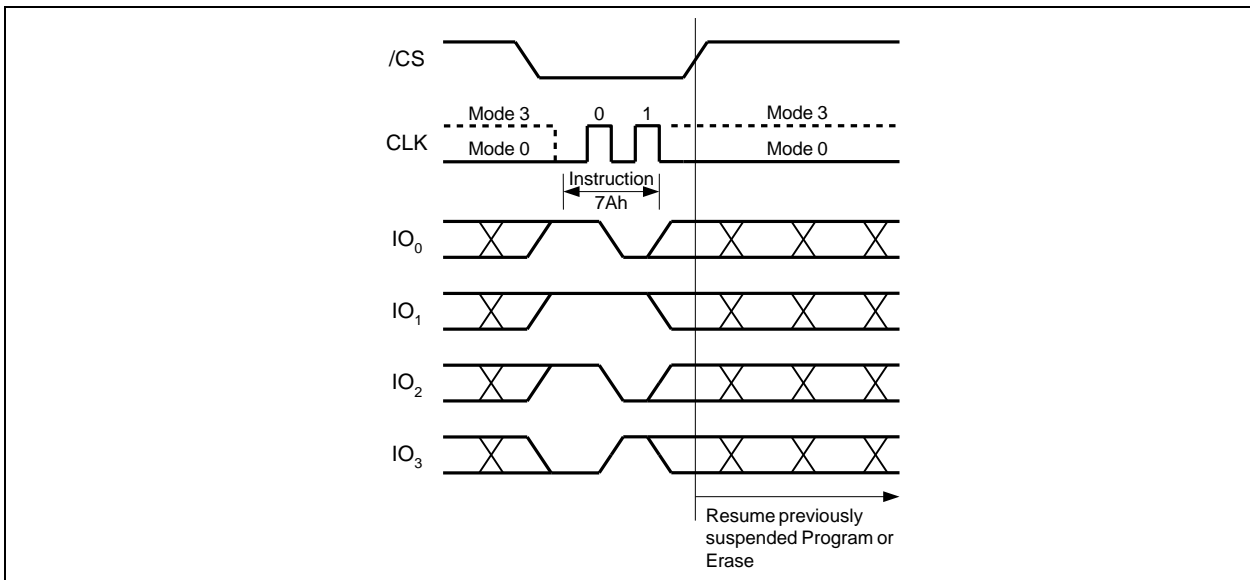 /CS
Mode 3
0
1
Mode 3
CLK
Mode 0
Mode 0
Instruction
7Ah
IO0
IO1
IO2
IO3
Resume previously
suspended Program or
Erase